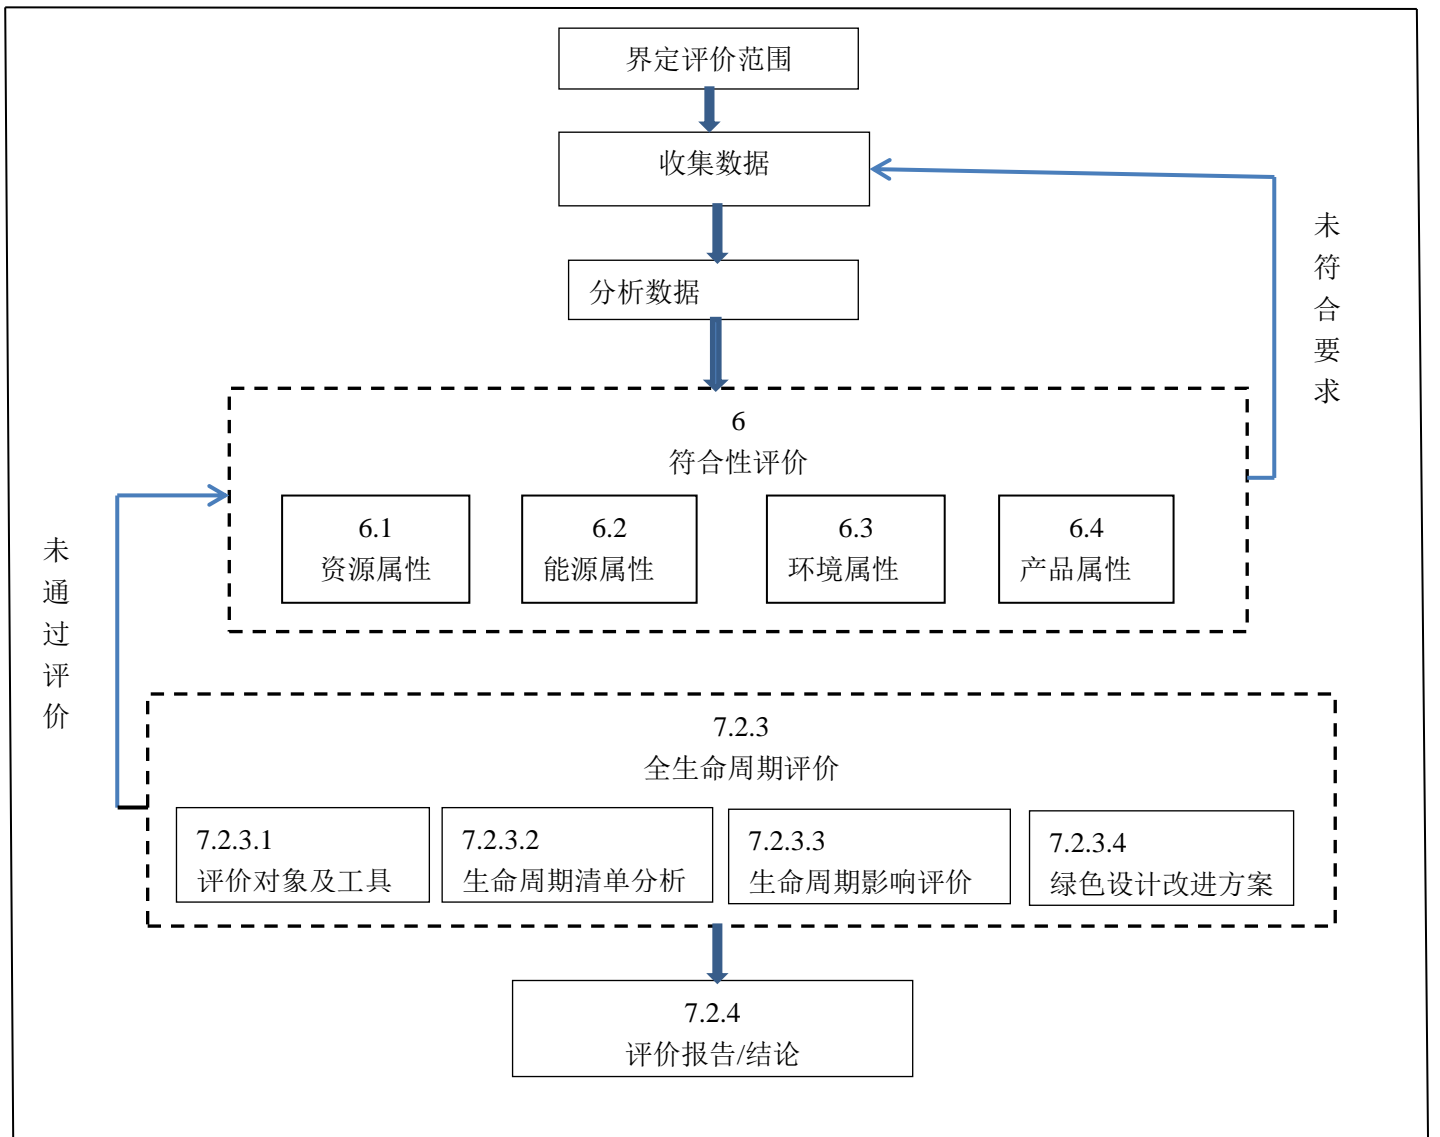 界定评价范围
收集数据
分析数据
未符合要求
6
符合性评价
6.1
资源属性
6.2
能源属性
6.3
环境属性
6.4
产品属性
未通过评价
7.2.3
全生命周期评价
7.2.3.1
评价对象及工具
7.2.3.2
生命周期清单分析
7.2.3.3
生命周期影响评价
7.2.3.4
绿色设计改进方案
7.2.4
评价报告/结论